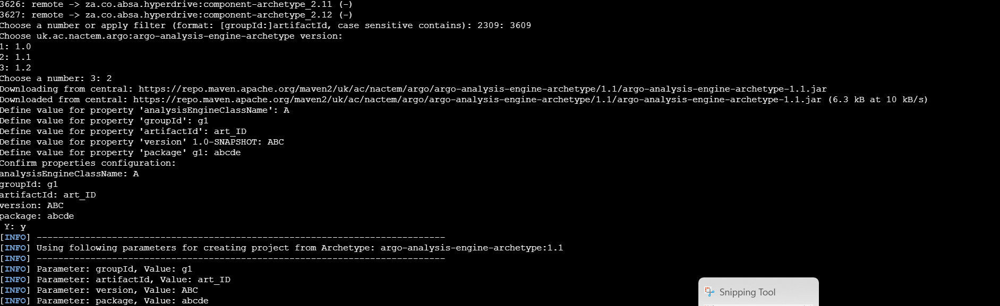 3626: remote -> za.co.absa.hyperdrive:component-archetype_2.11 (-)
3627: remote -> za.co.absa.hyperdrive:component-archetype_2.12 (-)
Choose a number or apply filter (format: [groupId:]artifactId, case sensitive contains): 2309: 3609
Choose uk.ac.nactem.argo:argo-analysis-engine-archetype version:
1: 1.0
2: 1.1
3: 1.2
Choose a number: 3: 2
Downloading from central: https://repo.maven.apache.org/maven2/uk/ac/nactem/argo/argo-analysis-engine-archetype/1.1/argo-analysis-engine-archetype-1.1.jar
Downloaded from central: https://repo.maven.apache.org/maven2/uk/ac/nactem/argo/argo-analysis-engine-archetype/1.1/argo-analysis-engine-archetype-1.1.jar (6.3 kB at 10 kB/s)
Define value for property 'analysisEngineClassName': A
Define value for property 'groupId': g1
Define value for property 'artifactId': art_ID
Define value for property 'version' 1.0-SNAPSHOT: ABC
Define value for property 'package' g1: abcde
Confirm properties configuration:
analysisEngineClassName: A
groupId: g1
artifactId: art_ID
version: ABC
package: abcde
 Y: y
[INFO] ----------------------------------------------------------------------------
[INFO] Using following parameters for creating project from Archetype: argo-analysis-engine-archetype:1.1
[INFO] ----------------------------------------------------------------------------
[INFO] Parameter: groupId, Value: g1
[INFO] Parameter: artifactId, Value: art_ID
[INFO] Parameter: version, Value: ABC
Snipping Tool
[INFO] Parameter: package, Value: abcde